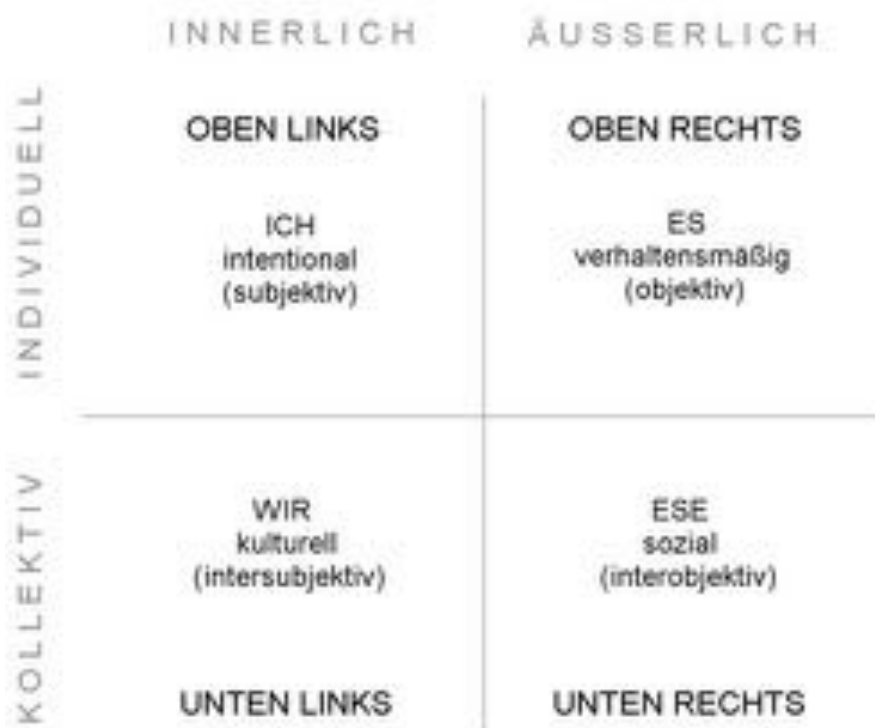 INNERLICH
ÄUSSERLICH
INDIVIDUELL
OBEN LINKS
ICH
intentional
(subjektiv)
OBEN RECHTS
ES
verhaltensmäßig
(objektiv)
KOLLEKTIV
WIR
kulturell
(intersubjektiv)
UNTEN LINKS
ESE
sozial
(interobjektiv)
UNTEN RECHTS